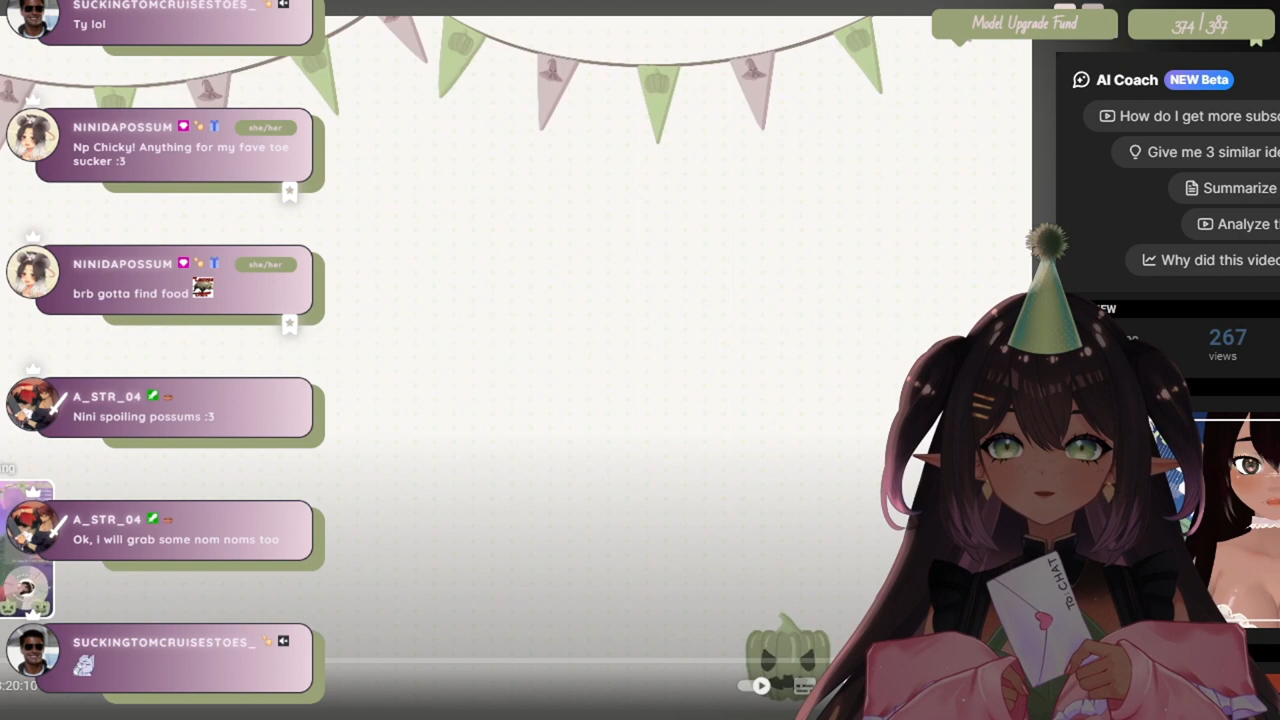 SUCKINGTOMCRUISESTOES_
Ty lol
NINIDAPOSSUM she/her
Np Chicky! Anything for my fave toe
sucker :3
NINIDAPOSSUM she/her
brb gotta find food
A_STR_04
Nini spoiling possums :3
A_STR_04
Ok, i will grab some nom noms too
SUCKINGTOMCRUISESTOES_
:20:10
Model Upgrade Fund
374 / 387
AI Coach NEW Beta
How do I get more subs
Give me 3 similar ide
Summarize
Analyze t
Why did this vide
EW
267
views
To: CHAT